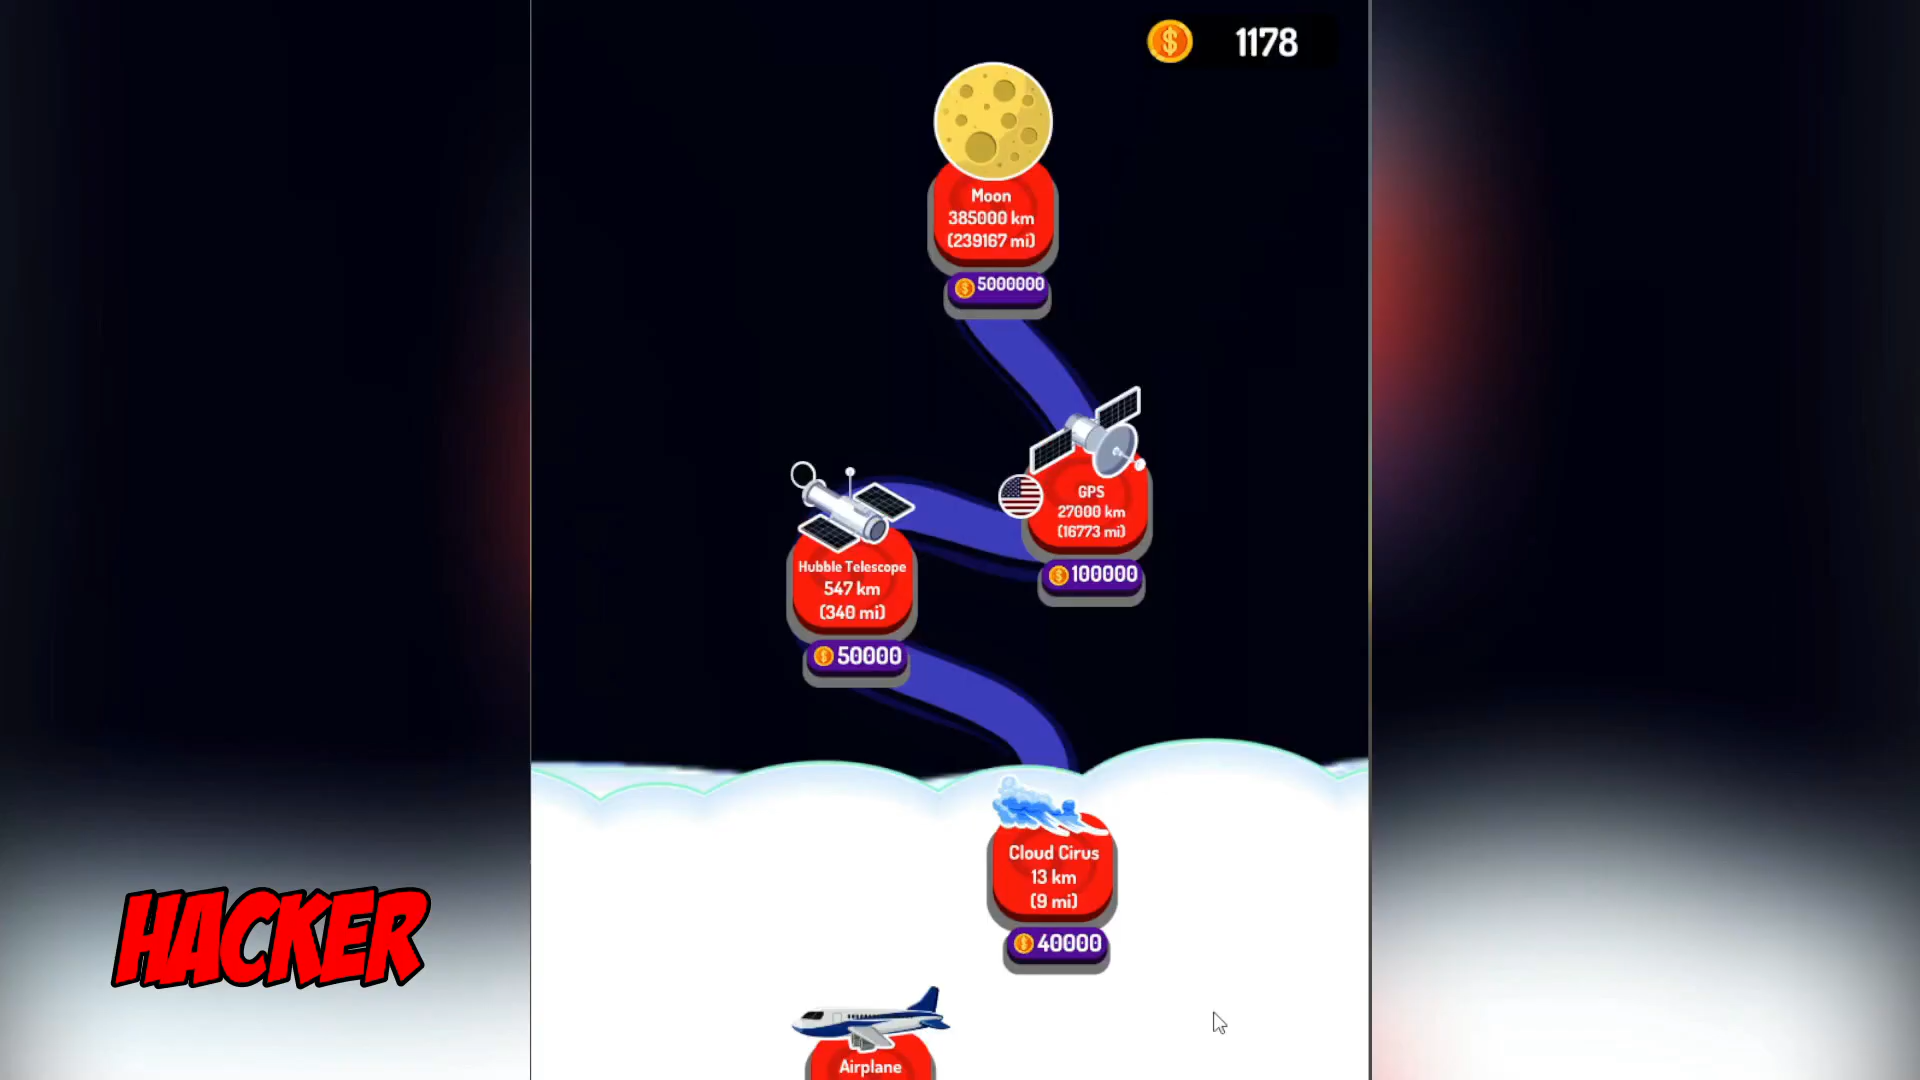 1178
Moon
385000 km
(239167 mi)
5000000
GPS
27000 km
(16773 mi)
100000
Hubble Telescope
547 km
(340 mi)
50000
Cloud Cirus
13 km
(9 mi)
40000
HACKER
Airplane